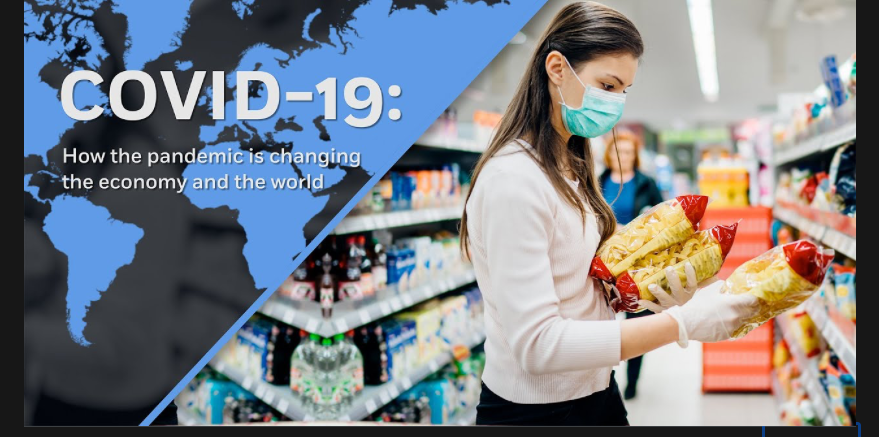 COVID-19:
How the pandemic is changing
the economy and the world